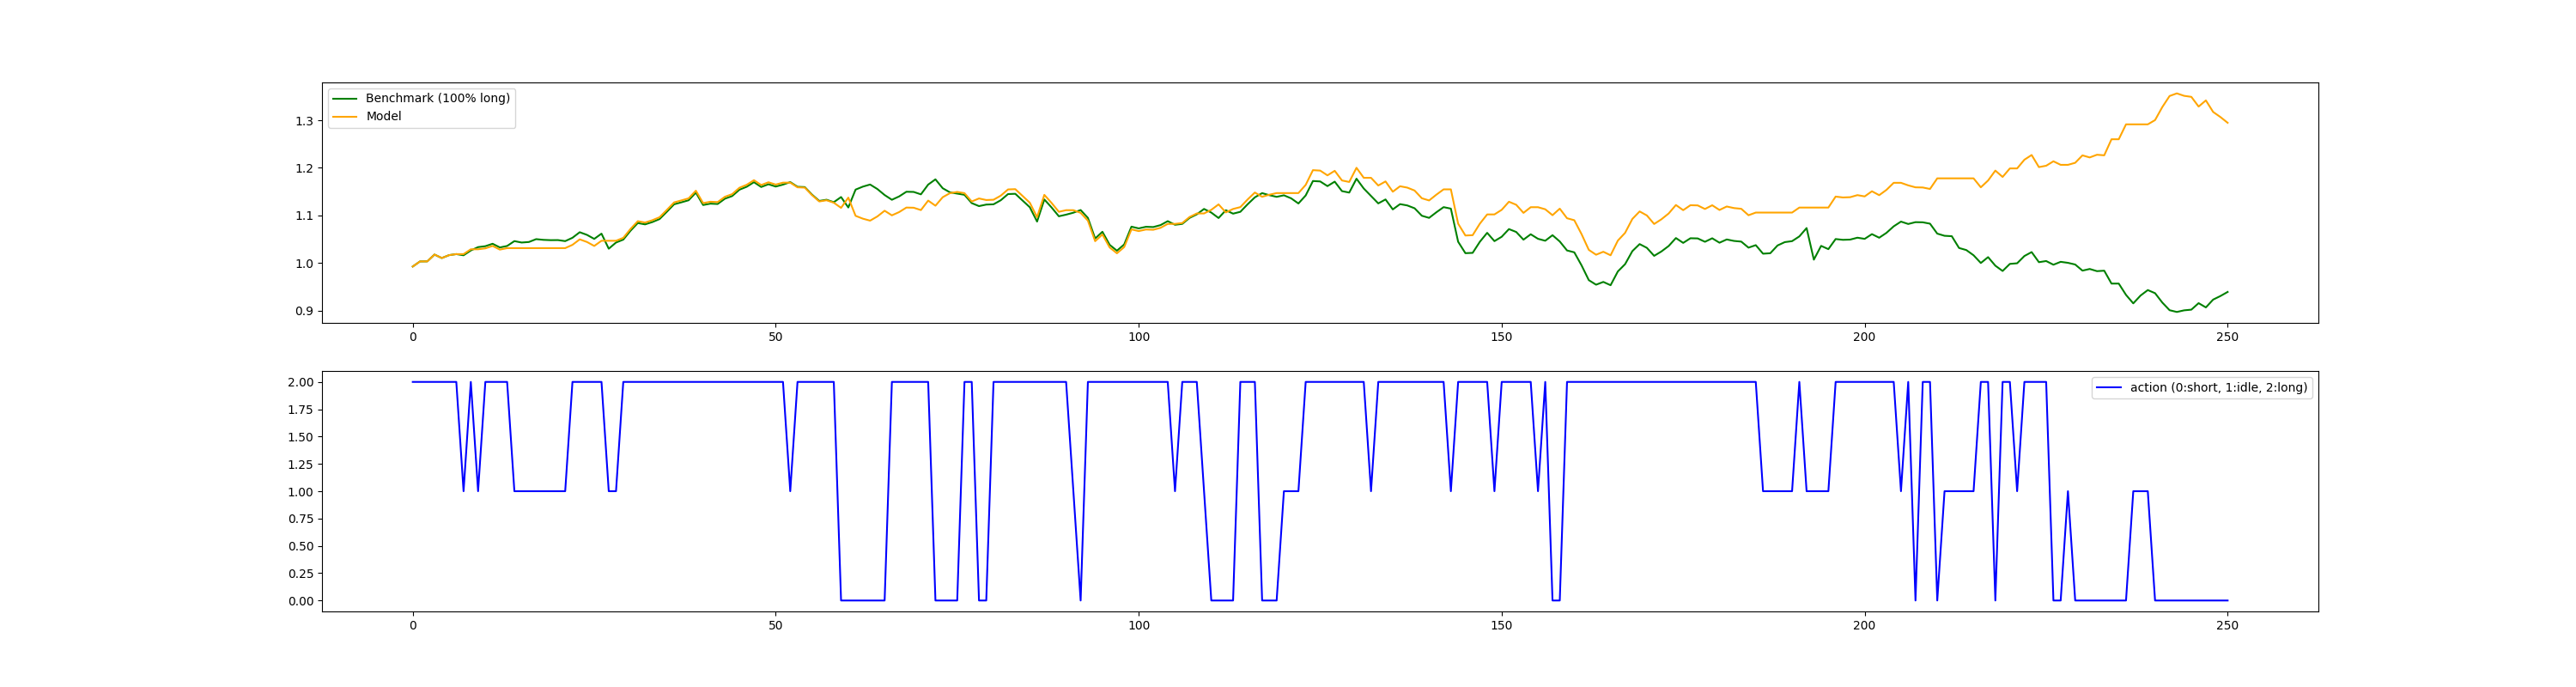 Benchmark (100% long)
Model
1.3
1.2
1.1
1.0
0.9
0 50 100 150 200 250
action (0:short, 1:idle, 2:long)
2.00
1.75
1.50
1.25
1.00
0.75
0.50
0.25
0.00
0 50 100 150 200 250